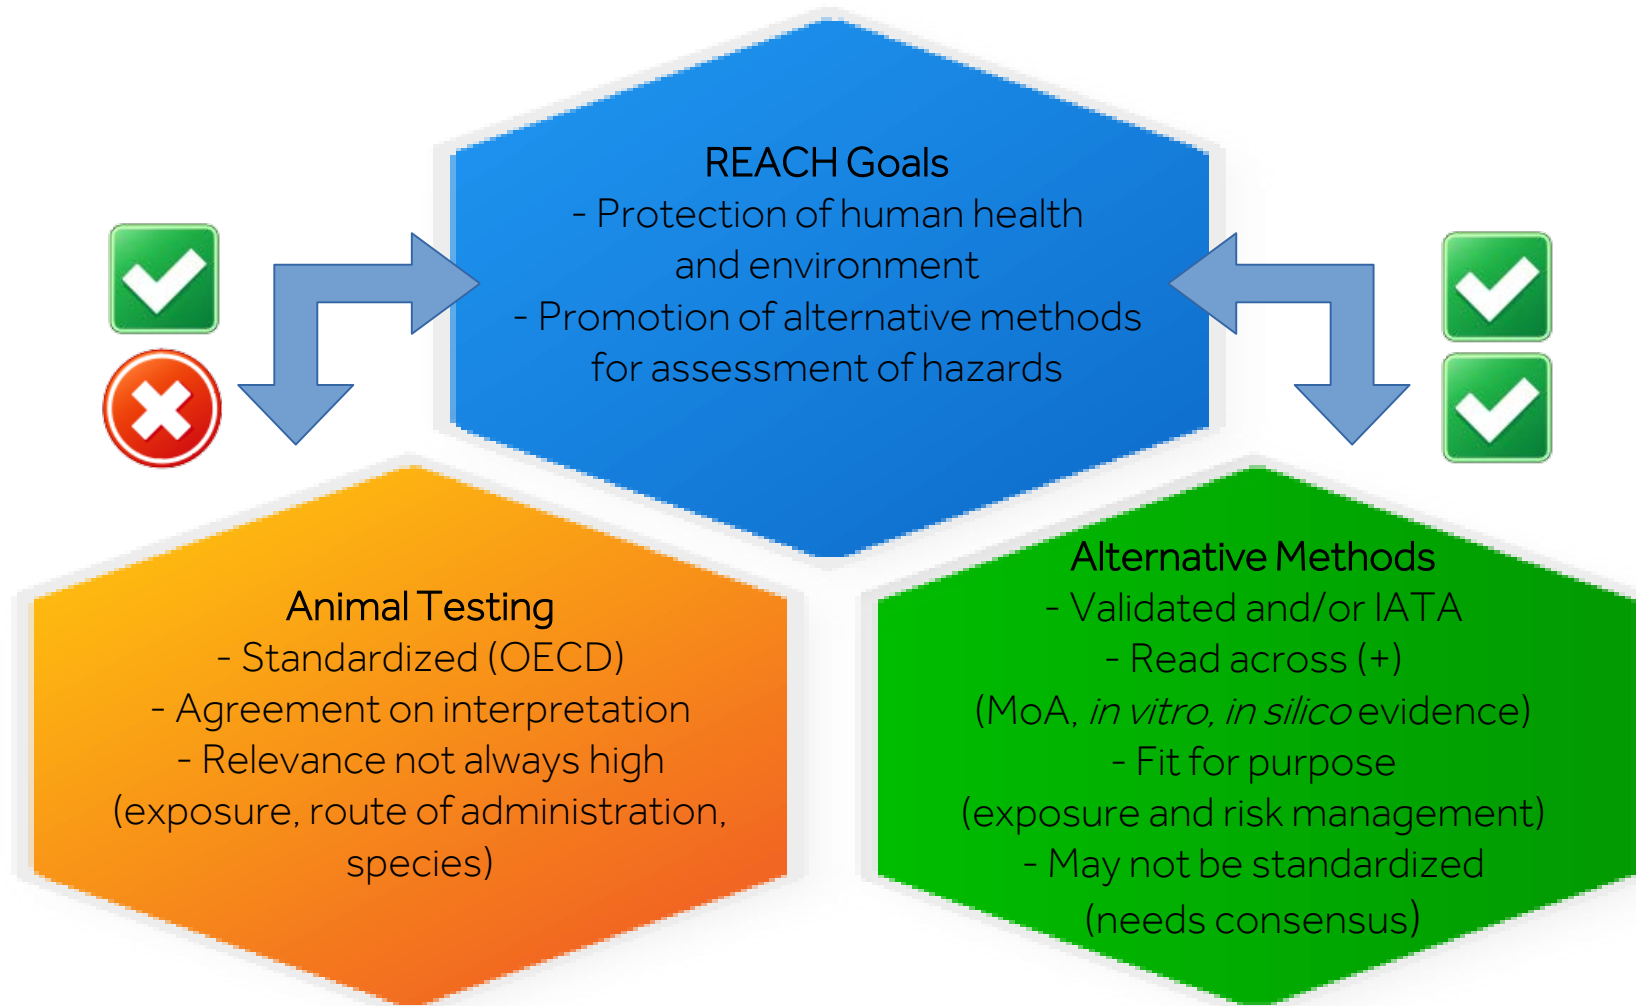 REACH Goals
- Protection of human health
and environment
- Promotion of alternative methods
for assessment of hazards
Animal Testing
- Standardized (OECD)
- Agreement on interpretation
- Relevance not always high
(exposure, route of administration,
species)
Alternative Methods
- Validated and/or IATA
- Read across (+)
(MoA, in vitro, in silico evidence)
- Fit for purpose
(exposure and risk management)
- May not be standardized
(needs consensus)